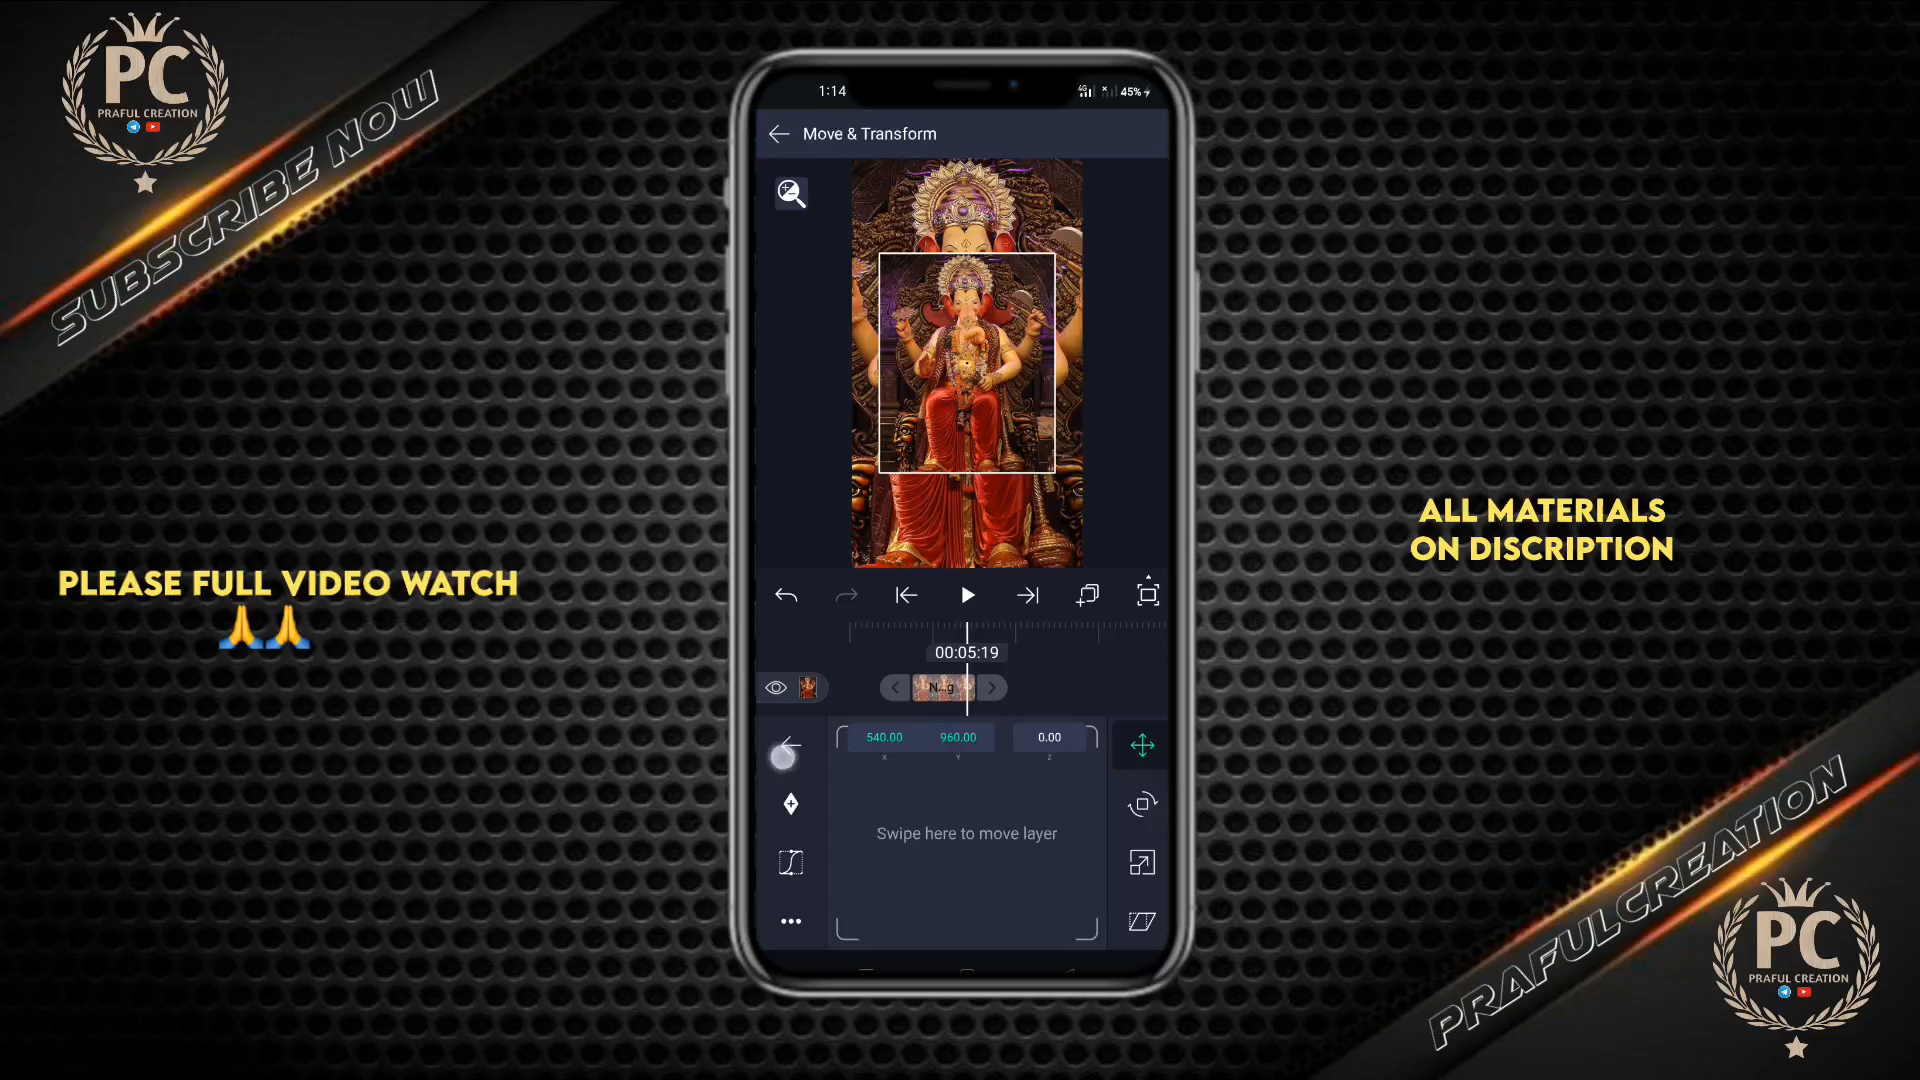 PC
PRAFUL CREATION
SUBSCRIBE NOW
1:14
4G
45%
Move & Transform
ALL MATERIALS
ON DISCRIPTION
PLEASE FULL VIDEO WATCH
🙏🙏
00:05:19
N...g
540.00 960.00 0.00
X Y Z
Swipe here to move layer
PRAFULCREATION
PC
PRAFUL CREATION